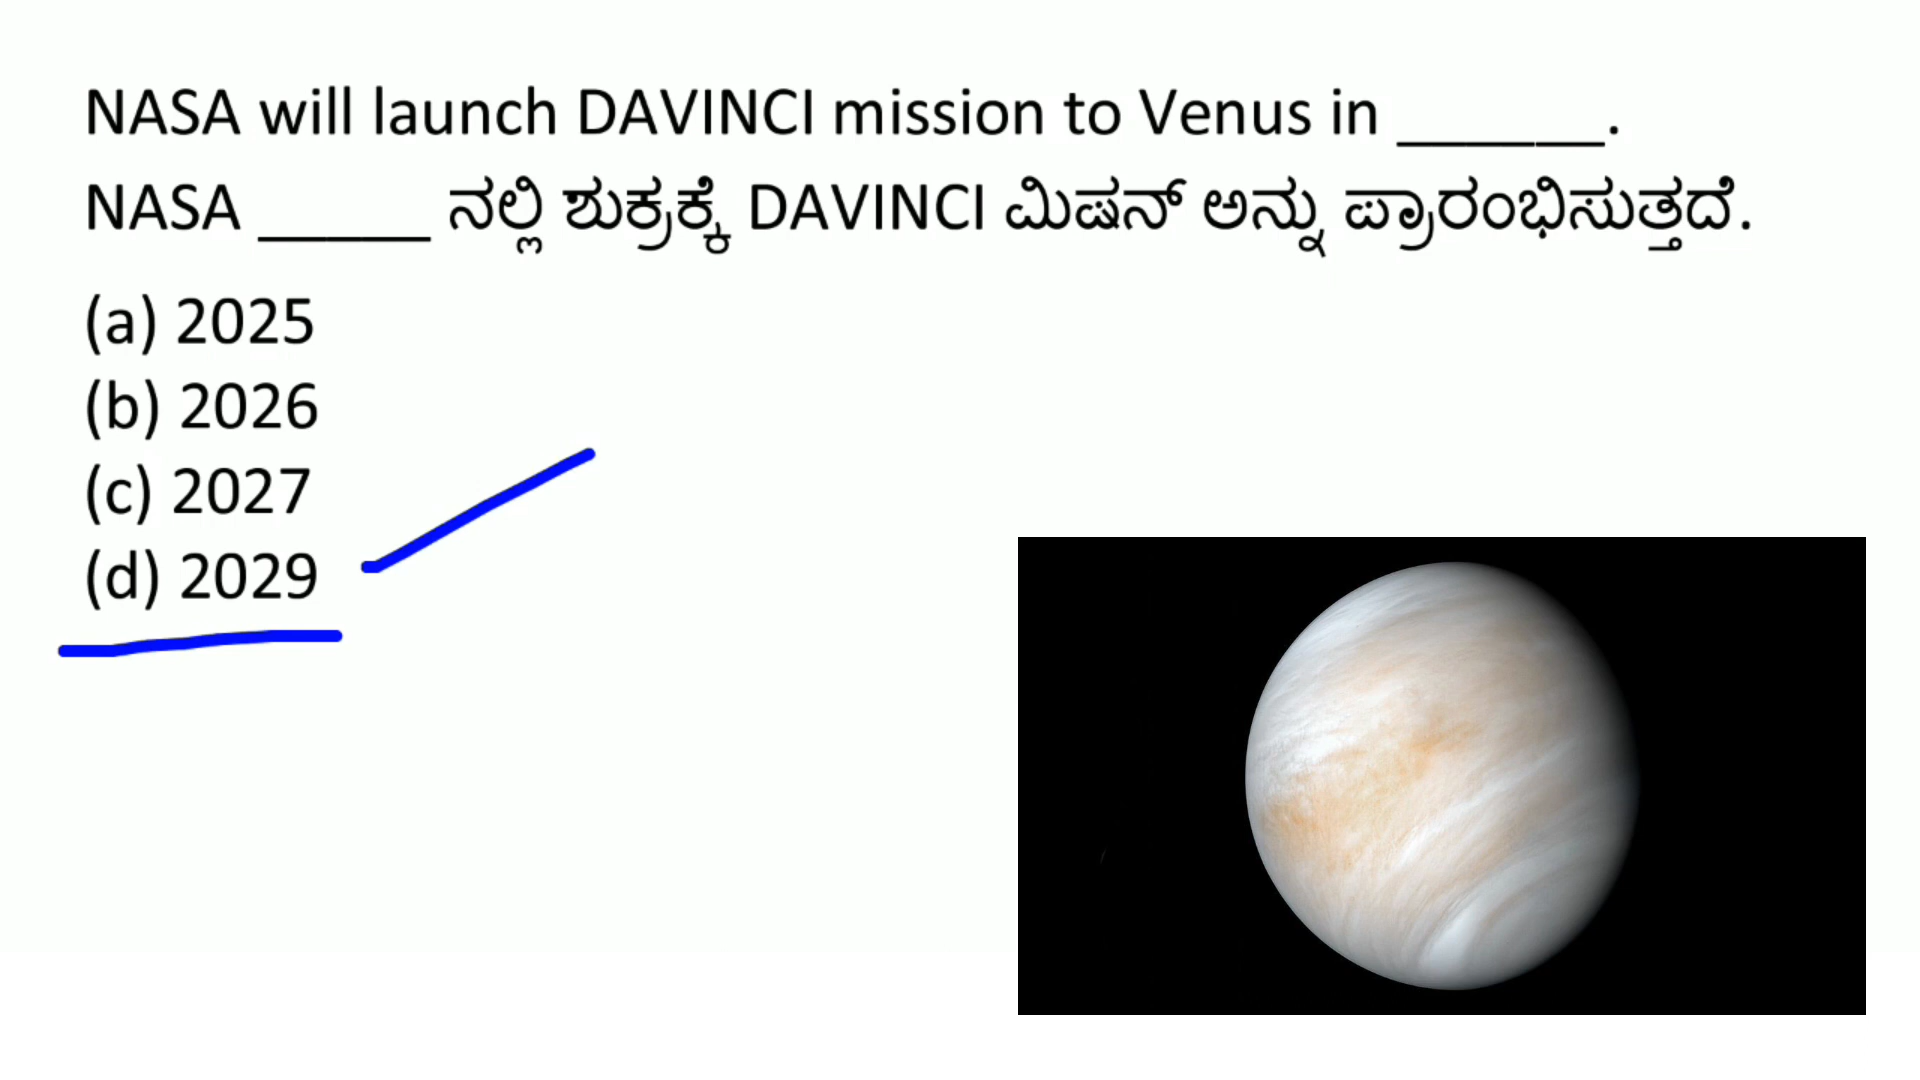 NASA will launch DAVINCI mission to Venus in ______.
NASA _____ ನಲ್ಲಿ ಶುಕ್ರಕ್ಕೆ DAVINCI ಮಿಷನ್ ಅನ್ನು ಪ್ರಾರಂಭಿಸುತ್ತದೆ.
(a) 2025
(b) 2026
(c) 2027
(d) 2029